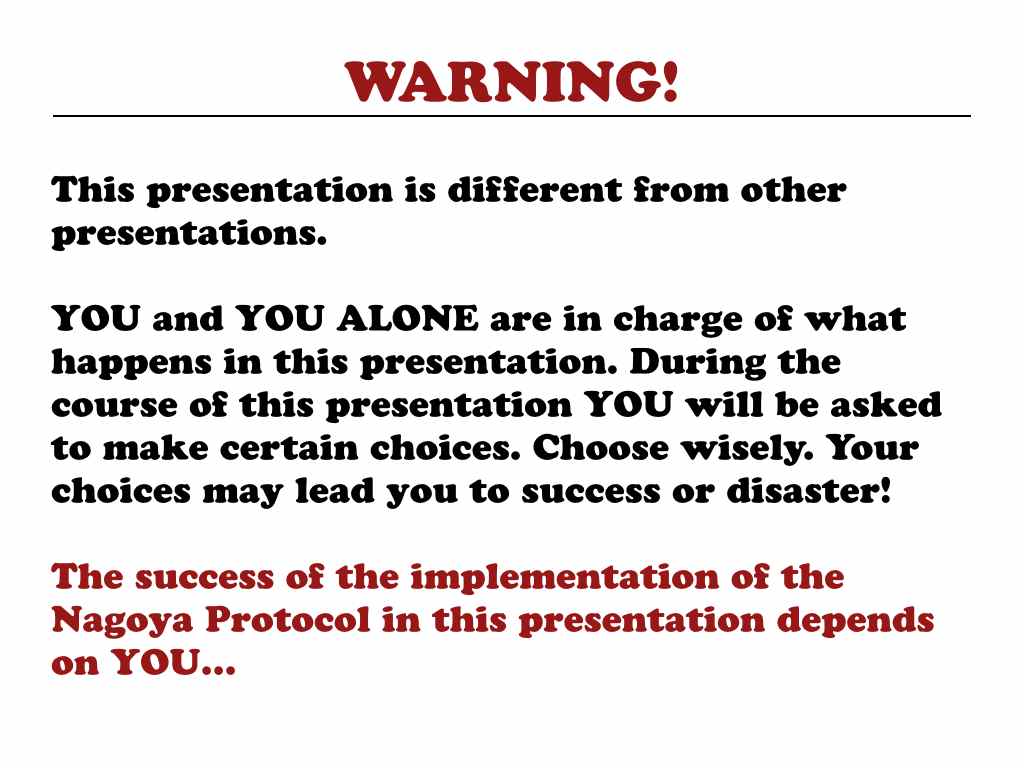 WARNING!
This presentation is different from other
presentations.
YOU and YOU ALONE are in charge of what
happens in this presentation. During the
course of this presentation YOU will be asked
to make certain choices. Choose wisely. Your
choices may lead you to success or disaster!
The success of the implementation of the
Nagoya Protocol in this presentation depends
on YOU...